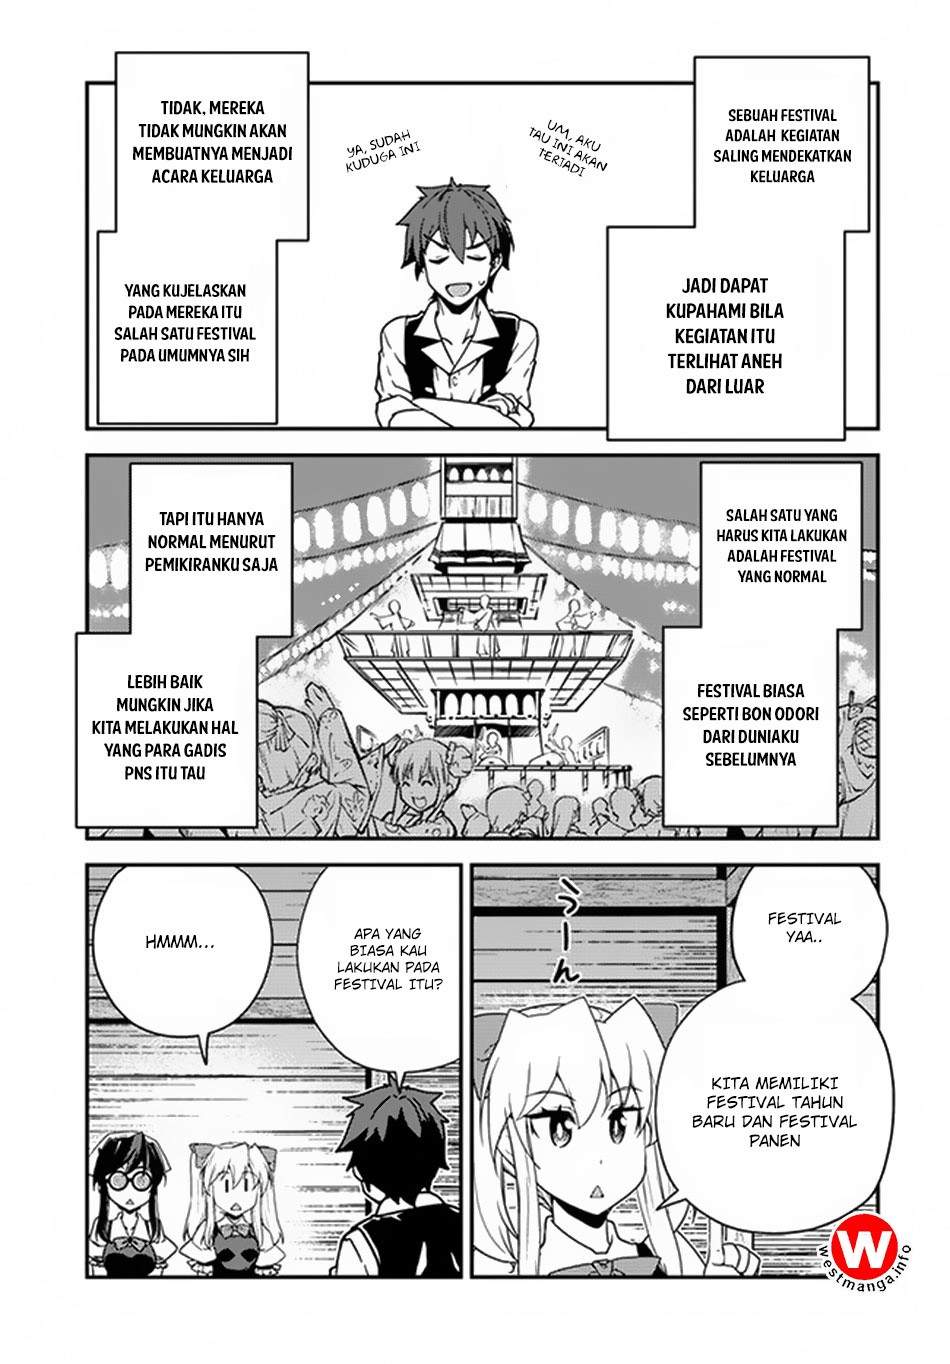 SEBUAH FESTIVAL
ADALAH KEGIATAN
SALING MENDEKATKAN
KELUARGA
JADI DAPAT
KUPAHAMI BILA
KEGIATAN ITU
TERLIHAT ANEH
DARI LUAR
UM, AKU
TAU INI AKAN
TERJADI
YA, SUDAH
KUDUGA INI
TIDAK, MEREKA
TIDAK MUNGKIN AKAN
MEMBUATNYA MENJADI
ACARA KELUARGA
YANG KUJELASKAN
PADA MEREKA ITU
SALAH SATU FESTIVAL
PADA UMUMNYA SIH
SALAH SATU YANG
HARUS KITA LAKUKAN
ADALAH FESTIVAL
YANG NORMAL
FESTIVAL BIASA
SEPERTI BON ODORI
DARI DUNIAKU
SEBELUMNYA
TAPI ITU HANYA
NORMAL MENURUT
PEMIKIRANKU SAJA
LEBIH BAIK
MUNGKIN JIKA
KITA MELAKUKAN HAL
YANG PARA GADIS
PNS ITU TAU
FESTIVAL
YAA..
うーん
KITA MEMILIKI
FESTIVAL TAHUN
BARU DAN FESTIVAL
PANEN
APA YANG
BIASA KAU
LAKUKAN PADA
FESTIVAL ITU?
HMMM...
W
westmanga.info